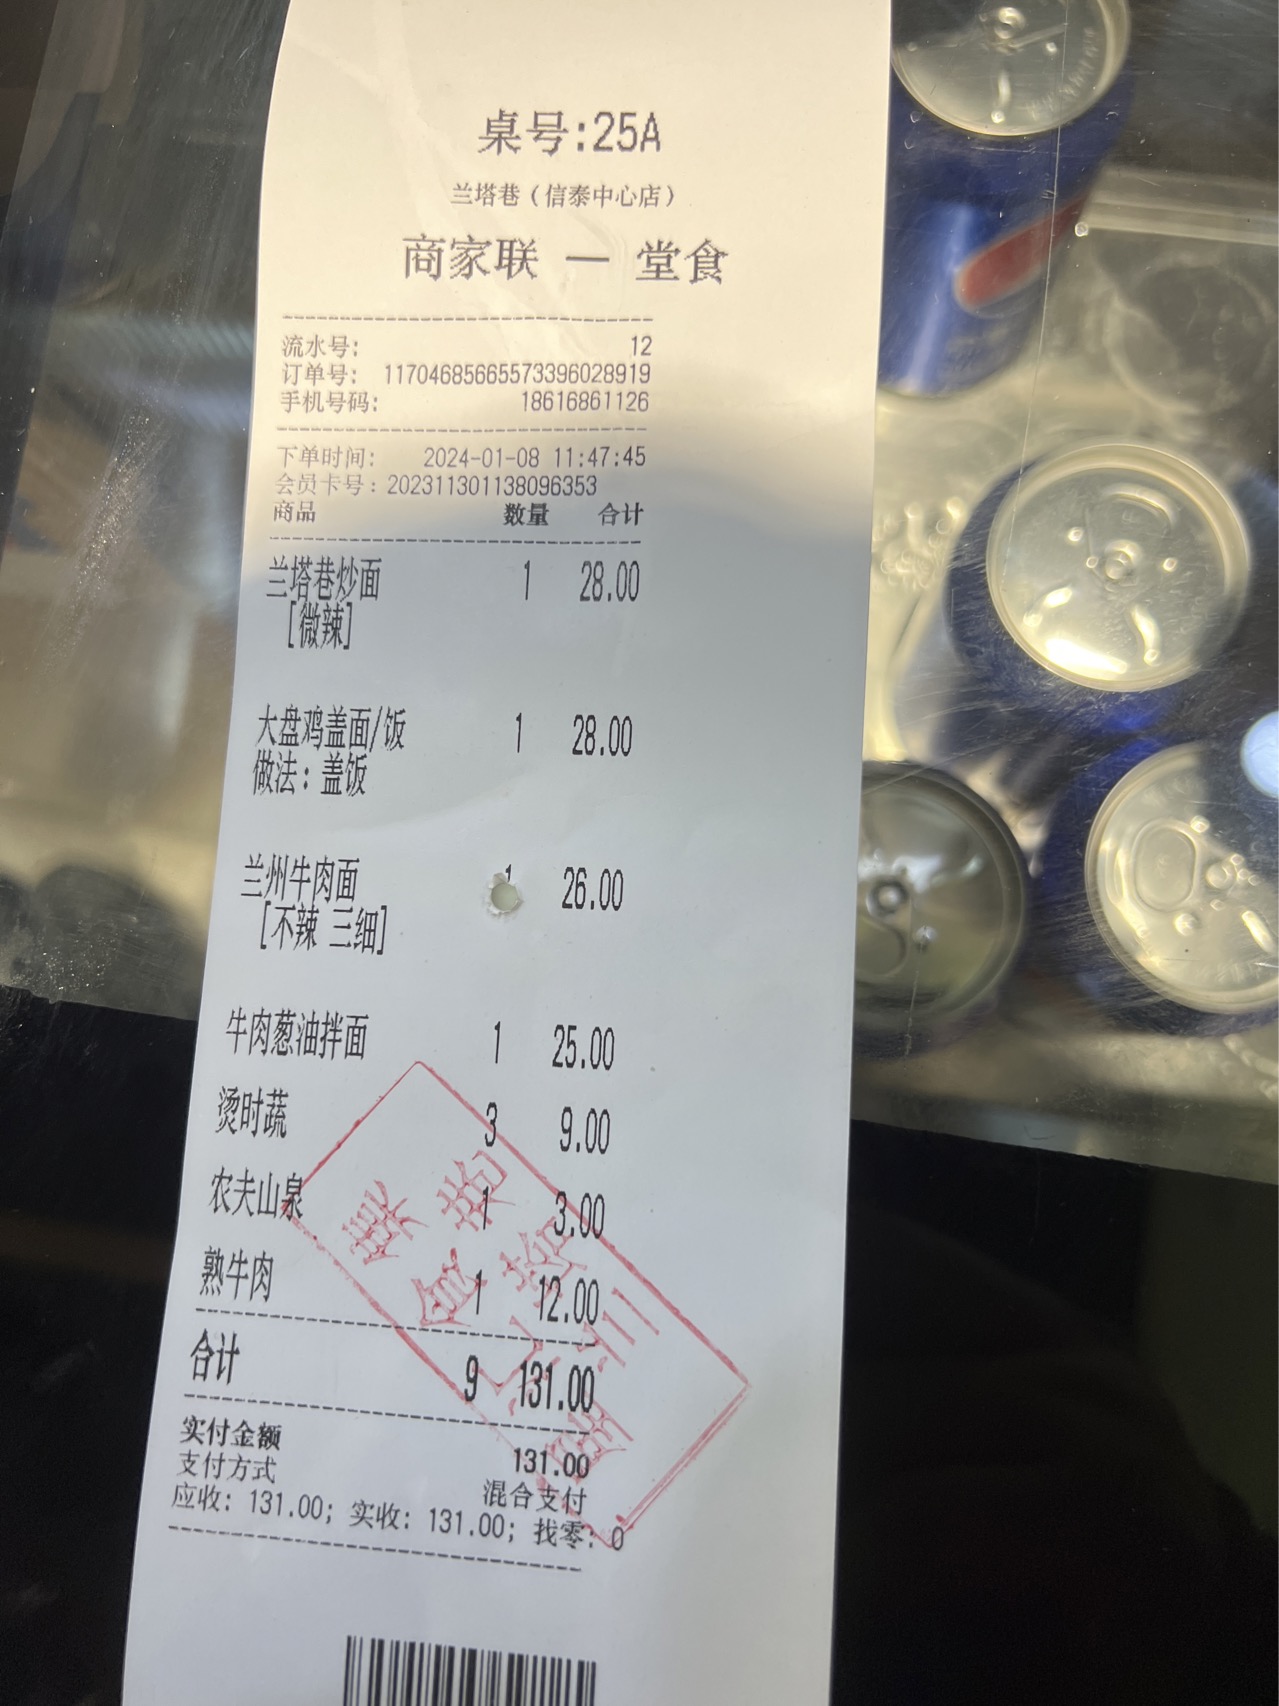 桌号:25A
兰塔巷(信泰中心店)
商家联 — 堂食
流水号: 12
订单号: 11704685665573396028919
手机号码: 18616861126
下单时间: 2024-01-08 11:47:45
会员卡号:202311301138096353
商品 数量 合计
兰塔巷炒面 1 28.00
[微辣]
大盘鸡盖面/饭 1 28.00
做法:盖饭
兰州牛肉面 1 26.00
[不辣 三细]
牛肉葱油拌面 1 25.00
烫时蔬 3 9.00
农夫山泉 1 3.00
熟牛肉 1 12.00
合计 9 131.00
实付金额 131.00
支付方式 混合支付
应收: 131.00; 实收: 131.00; 找零: 0